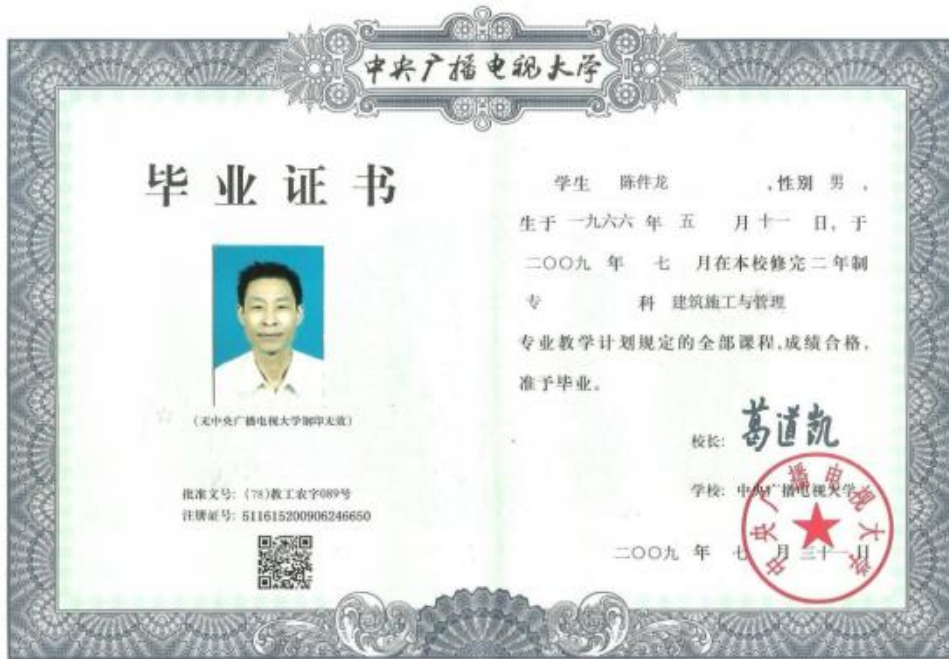 中央广播电视大学
毕业证书
(无中央广播电视大学钢印无效)
批准文号: (78)教工农字089号
注册证号: 511615200906246650
学生 陈件龙 ,性别 男 ,
生于 一九六六 年 五 月 十一 日, 于
二〇〇九 年 七 月在本校修完二年制
专 科 建筑施工与管理
专业教学计划规定的全部课程,成绩合格,
准予毕业。
校长: 葛道凯
学校: 中央广播电视大学
二〇〇九 年 七 月 三十一 日
中央广播电视大学